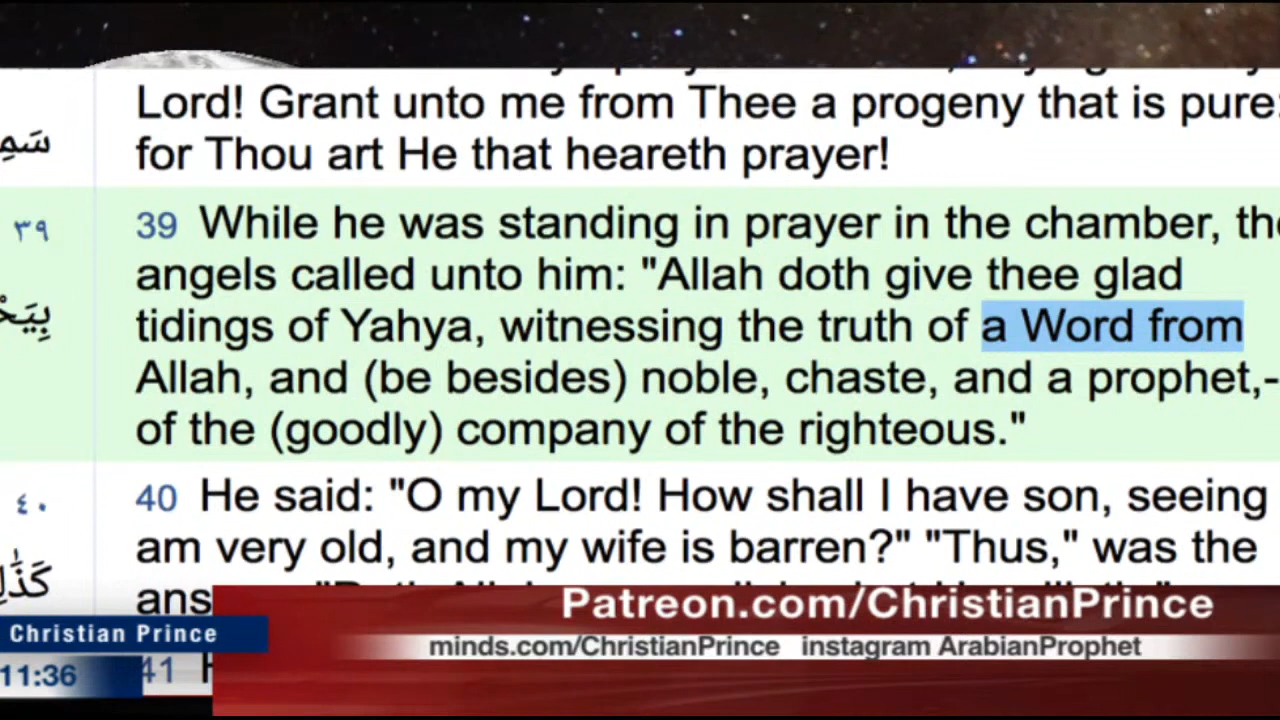 Lord! Grant unto me from Thee a progeny that is pure:
for Thou art He that heareth prayer!
٣٩
39 While he was standing in prayer in the chamber, the
angels called unto him: "Allah doth give thee glad
tidings of Yahya, witnessing the truth of a Word from
Allah, and (be besides) noble, chaste, and a prophet,-
of the (goodly) company of the righteous."
٤٠
40 He said: "O my Lord! How shall I have son, seeing
am very old, and my wife is barren?" "Thus," was the
Patreon.com/ChristianPrince
Christian Prince
minds.com/ChristianPrince instagram ArabianProphet
11:36
41